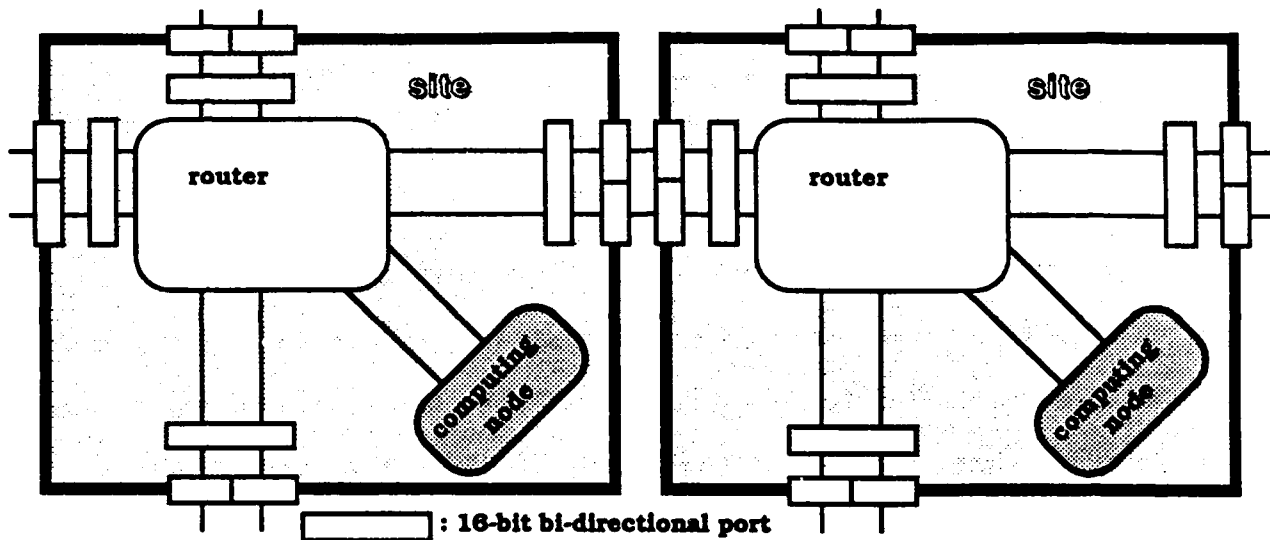 site
site
router
router
computing
node
computing
node
: 16-bit bi-directional port